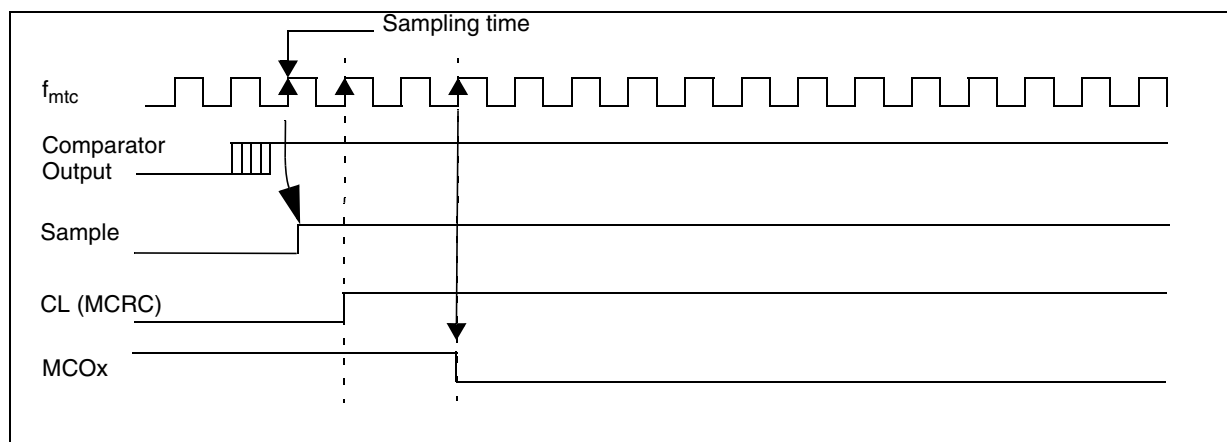 Sampling time
fmtc
Comparator
Output
Sample
CL (MCRC)
MCOx